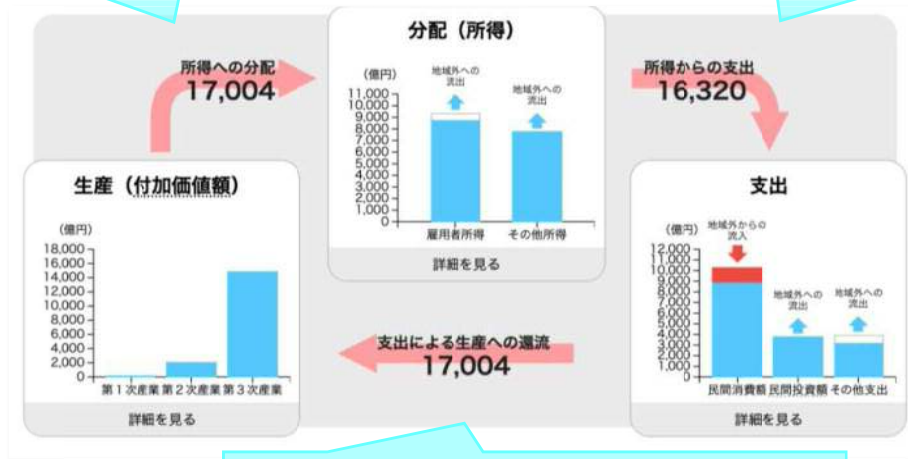 分配（所得）
（億円）
地域外への
流出
地域外への
流出
11,000
10,000
9,000
8,000
7,000
6,000
5,000
4,000
3,000
2,000
1,000
0
雇用者所得 その他所得
詳細を見る
所得への分配
17,004
所得からの支出
16,320
生産（付加価値額）
（億円）
18,000
16,000
14,000
12,000
10,000
8,000
6,000
4,000
2,000
0
第１次産業 第２次産業 第３次産業
詳細を見る
支出
（億円）
地域外からの
流入
地域外への
流出
地域外への
流出
12,000
11,000
10,000
9,000
8,000
7,000
6,000
5,000
4,000
3,000
2,000
1,000
0
民間消費額 民間投資額 その他支出
詳細を見る
支出による生産への還流
17,004